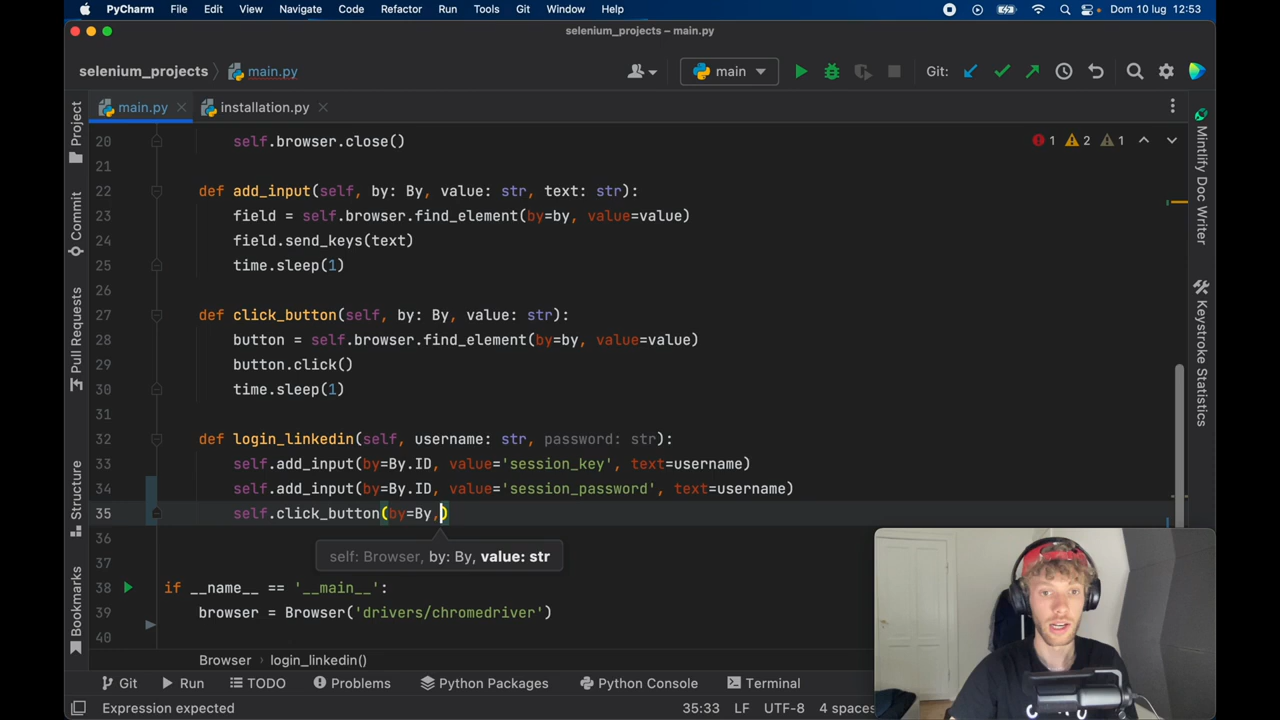 PyCharm File Edit View Navigate Code Refactor Run Tools Git Window Help Dom 10 lug 12:53
selenium_projects – main.py
selenium_projects main.py main Git:
main.py installation.py
Project
Commit
Pull Requests
Structure
Bookmarks
1 2 1
20 self.browser.close()
21
22 def add_input(self, by: By, value: str, text: str):
23 field = self.browser.find_element(by=by, value=value)
24 field.send_keys(text)
25 time.sleep(1)
26
27 def click_button(self, by: By, value: str):
28 button = self.browser.find_element(by=by, value=value)
29 button.click()
30 time.sleep(1)
31
32 def login_linkedin(self, username: str, password: str):
33 self.add_input(by=By.ID, value='session_key', text=username)
34 self.add_input(by=By.ID, value='session_password', text=username)
35 self.click_button(by=By,)
36
self: Browser, by: By, value: str
37
38 if __name__ == '__main__':
39 browser = Browser('drivers/chromedriver')
40
Mintlify Doc Writer
Keystroke Statistics
Browser login_linkedin()
Git Run TODO Problems Python Packages Python Console Terminal
Expression expected 35:33 LF UTF-8 4 spaces